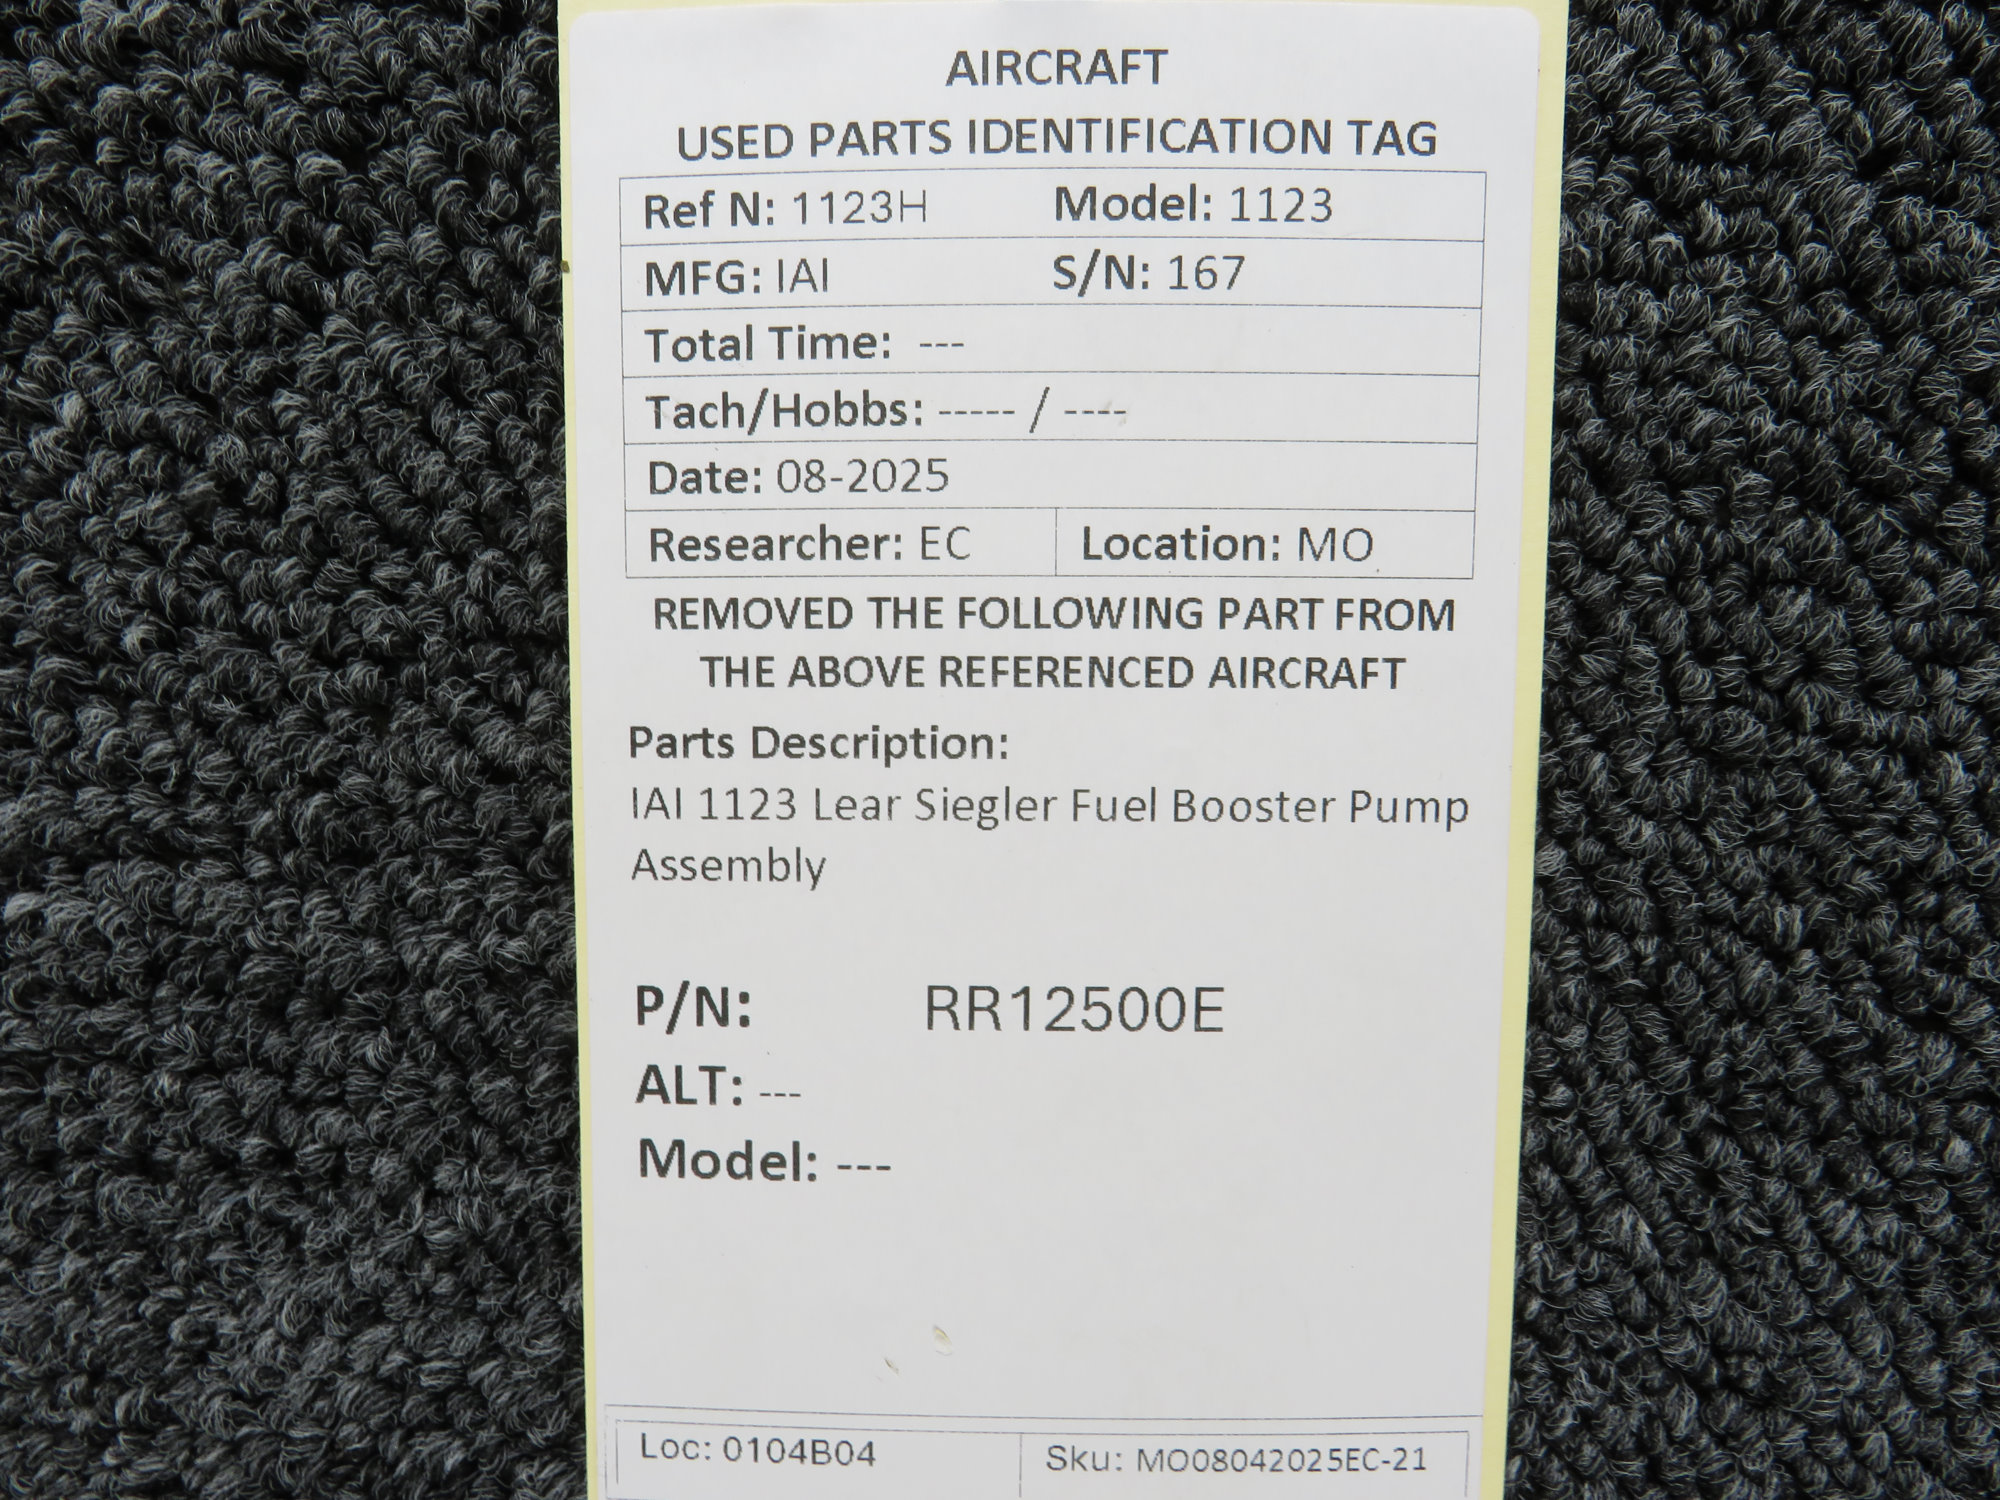 AIRCRAFT
USED PARTS IDENTIFICATION TAG
Ref N: 1123H Model: 1123
MFG: IAI S/N: 167
Total Time: ---
Tach/Hobbs: ----- / ----
Date: 08-2025
Researcher: EC Location: MO
REMOVED THE FOLLOWING PART FROM
THE ABOVE REFERENCED AIRCRAFT
Parts Description:
IAI 1123 Lear Siegler Fuel Booster Pump
Assembly
P/N: RR12500E
ALT: ---
Model: ---
Loc: 0104B04 Sku: MO08042025EC-21